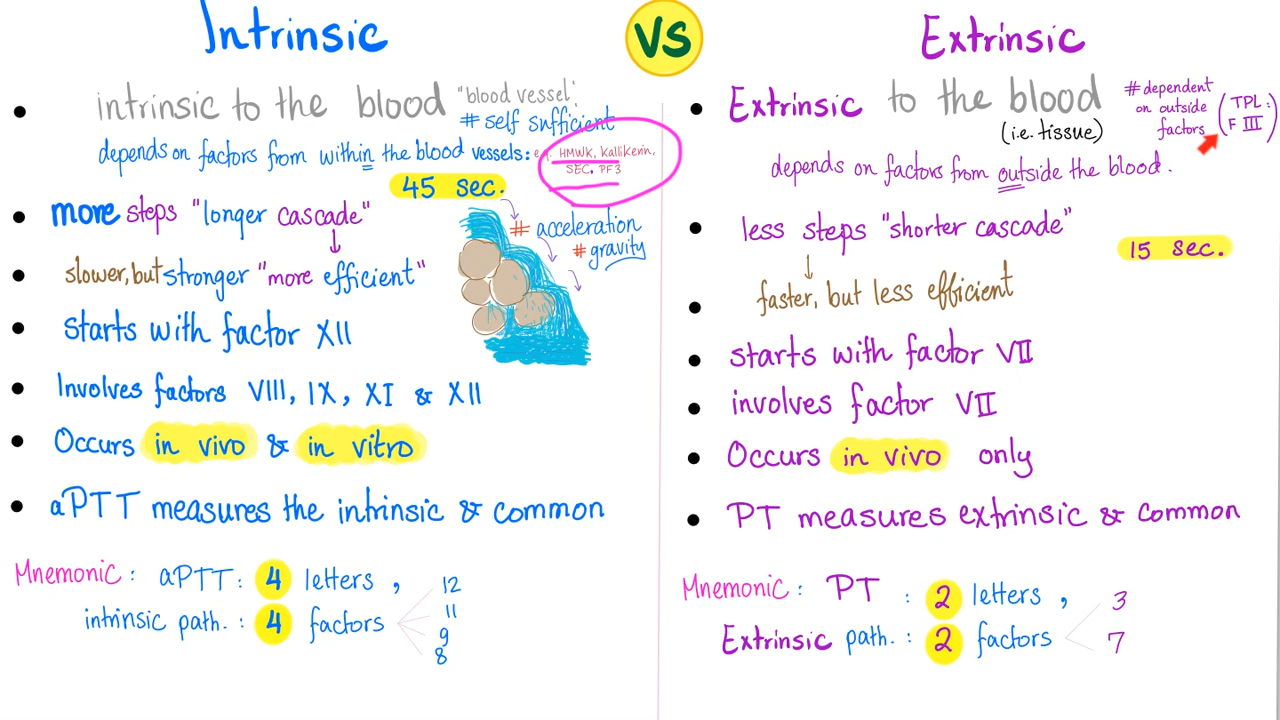 Intrinsic
VS
Extrinsic
intrinsic to the blood "blood vessel".
# self sufficient
depends on factors from within the blood vessels: e.g. HMWK, Kallikerin,
SEC. PF3
45 sec.
more steps "longer cascade"
# acceleration
# gravity
slower, but stronger "more efficient"
starts with factor XII
Involves factors VIII, IX, XI & XII
Occurs in vivo & in vitro
aPTT measures the intrinsic & common
Mnemonic: aPTT: 4 letters,
intrinsic path.: 4 factors
12
11
9
8
Extrinsic to the blood
(i.e. tissue)
# dependent
on outside
factors
(TPL:
F III)
depends on factors from outside the blood.
less steps "shorter cascade"
15 sec.
faster, but less efficient
starts with factor VII
involves factor VII
Occurs in vivo only
PT measures extrinsic & common
Mnemonic: PT : 2 letters,
Extrinsic path.: 2 factors
3
7